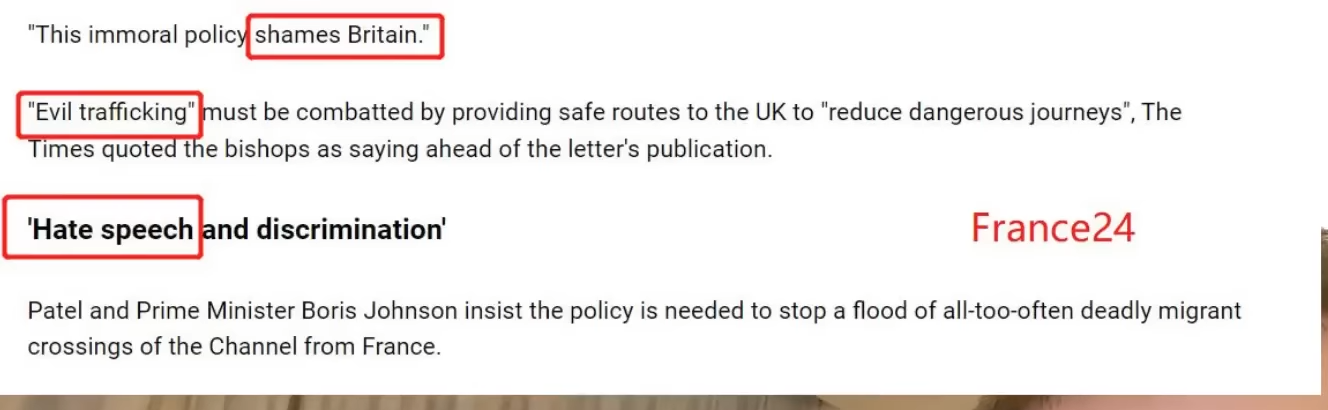 "This immoral policy shames Britain."
"Evil trafficking" must be combatted by providing safe routes to the UK to "reduce dangerous journeys", The
Times quoted the bishops as saying ahead of the letter's publication.
'Hate speech and discrimination'
France24
Patel and Prime Minister Boris Johnson insist the policy is needed to stop a flood of all-too-often deadly migrant
crossings of the Channel from France.